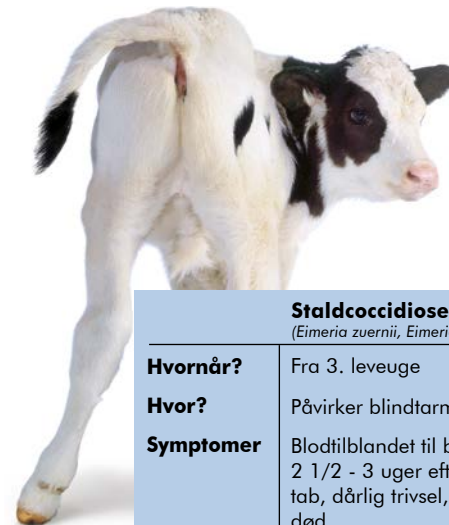 Staldcoccidiose
(Eimeria zuernii, Eimeri
Hvornår? Fra 3. leveuge
Hvor? Påvirker blindtarm
Symptomer Blodtilblandet til b
2 1/2 - 3 uger eft
tab, dårlig trivsel,
død